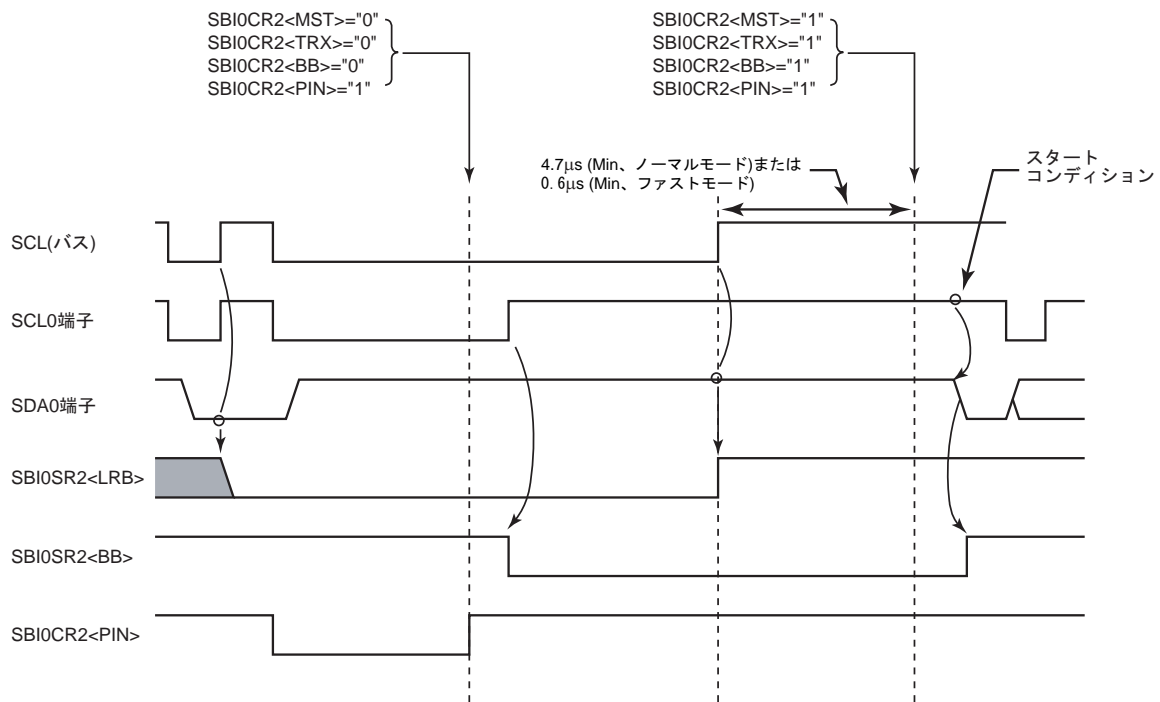 SBI0CR2<MST>="0"
SBI0CR2<TRX>="0"
SBI0CR2<BB>="0"
SBI0CR2<PIN>="1"
SBI0CR2<MST>="1"
SBI0CR2<TRX>="1"
SBI0CR2<BB>="1"
SBI0CR2<PIN>="1"
4.7μs (Min、ノーマルモード)または
0.6μs (Min、ファストモード)
スタート
コンディション
SCL(バス)
SCL0端子
SDA0端子
SBI0SR2<LRB>
SBI0SR2<BB>
SBI0CR2<PIN>